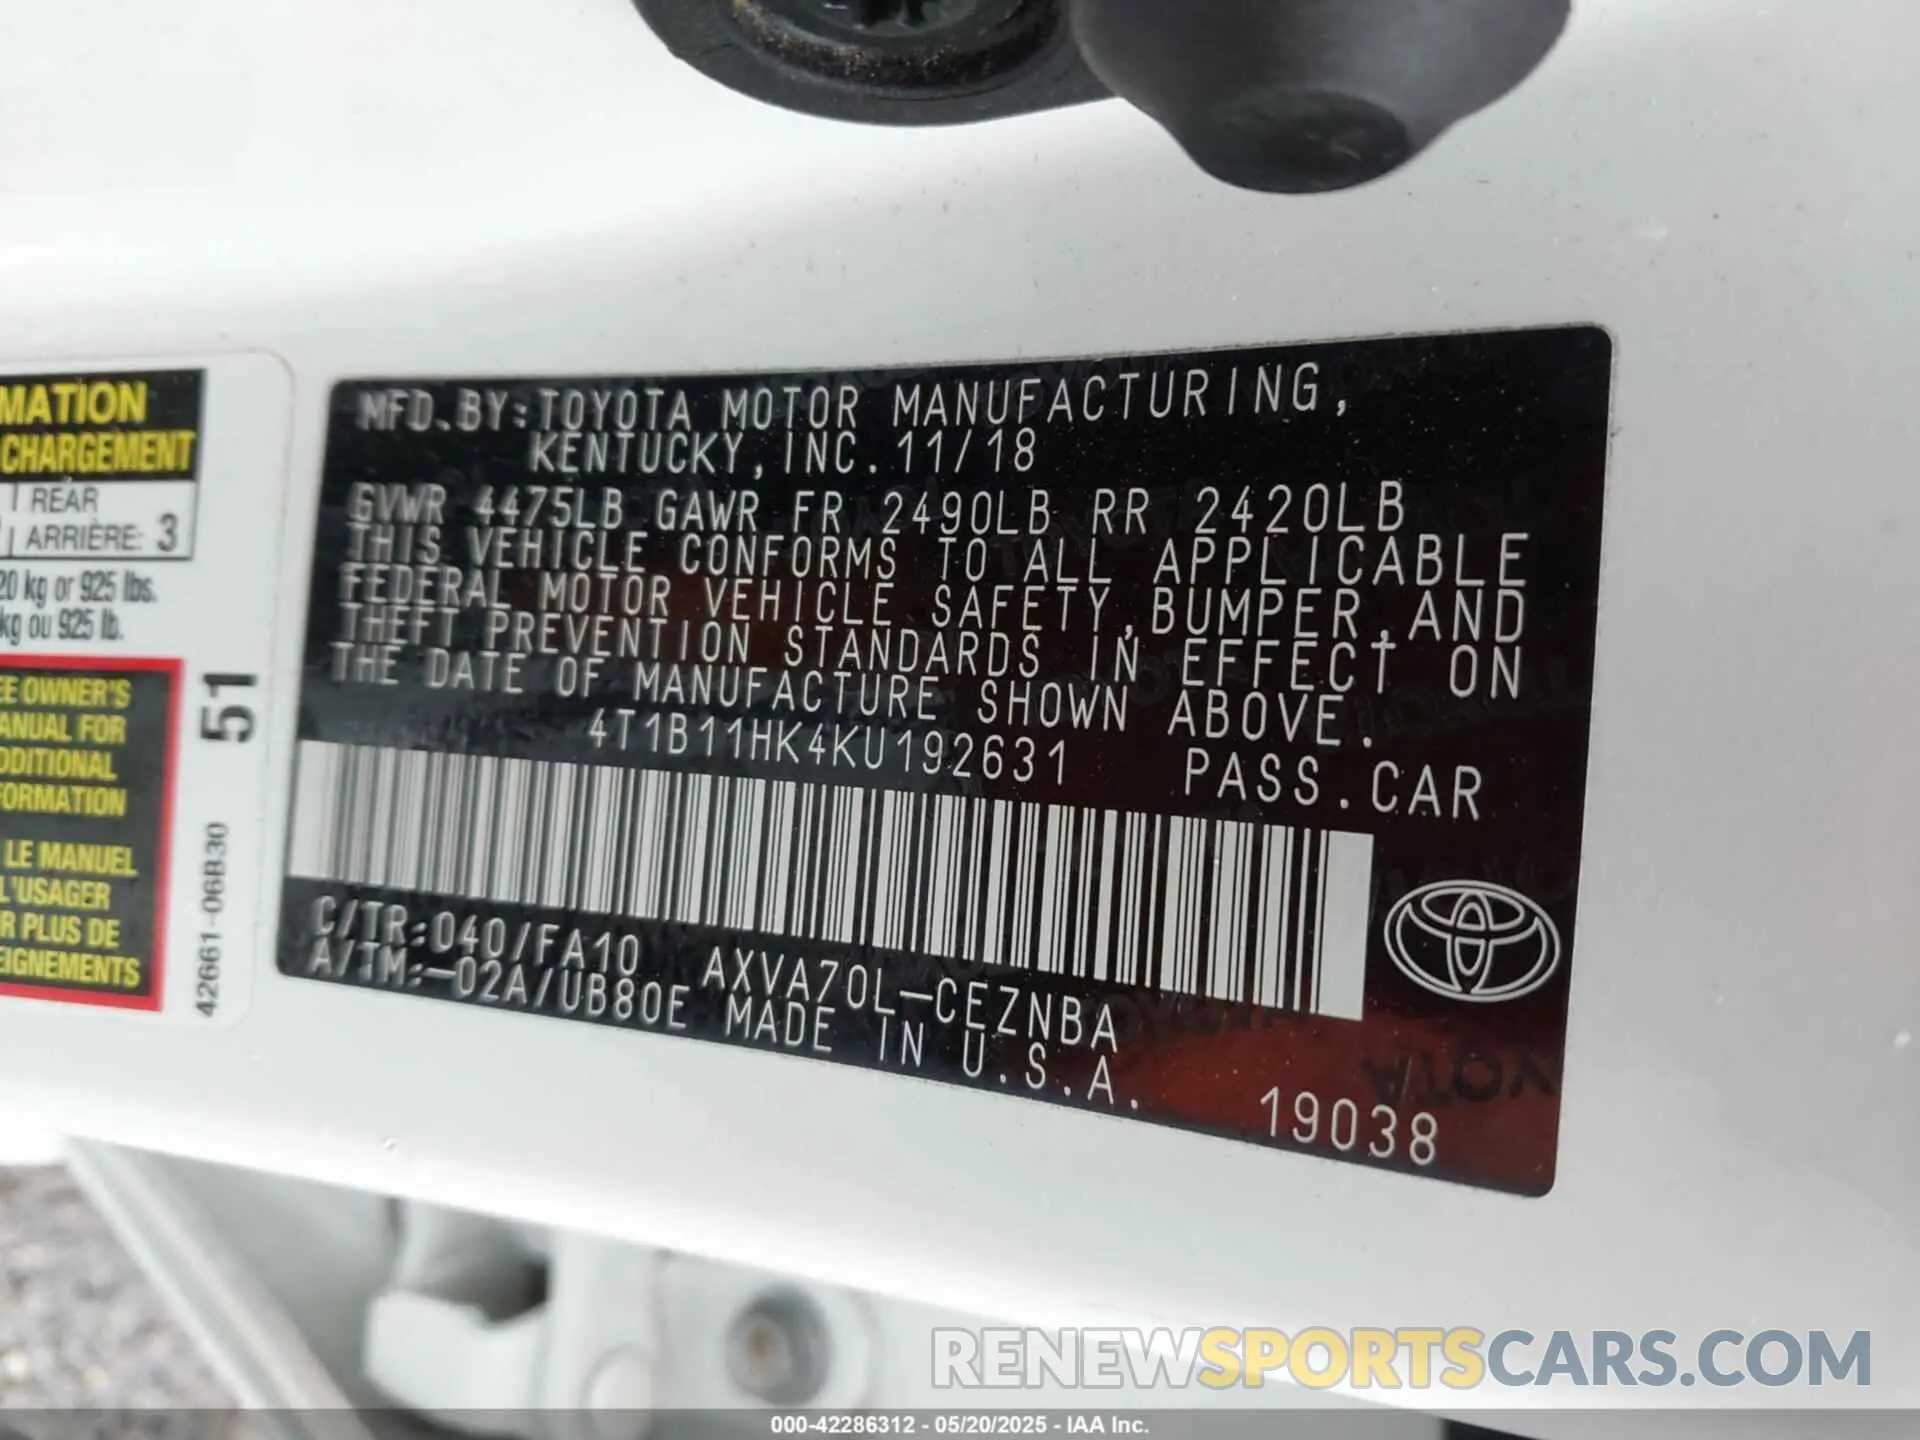 MFD. BY: TOYOTA MOTOR MANUFACTURING,
KENTUCKY, INC. 11/18
GVWR 4475LB GAWR FR 2490LB RR 2420LB
THIS VEHICLE CONFORMS TO ALL APPLICABLE
FEDERAL MOTOR VEHICLE SAFETY, BUMPER, AND
THEFT PREVENTION STANDARDS IN EFFECT ON
THE DATE OF MANUFACTURE SHOWN ABOVE.
4T1B11HK4KU192631 PASS. CAR
C/TR: 040/FA10 AXVA70L-CEZNBA
A/TM: -02A/UB80E MADE IN U.S.A.
19038
MATION
CHARGEMENT
REAR
ARRIÈRE: 3
20 kg or 925 lbs.
kg ou 925 lb.
EE OWNER'S
ANUAL FOR
DDITIONAL
FORMATION
LE MANUEL
L'USAGER
R PLUS DE
EIGNEMENTS
51
42661-06B30
RENEWSPORTSCARS.COM
000-42286312 - 05/20/2025 - IAA Inc.